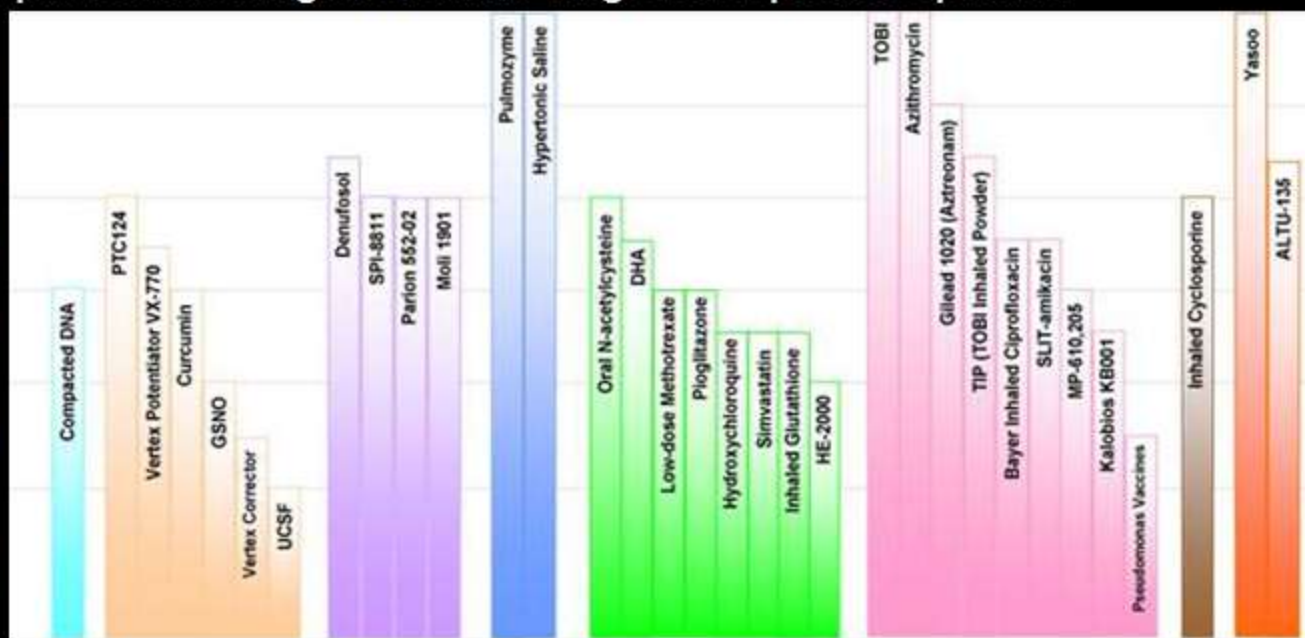 Compacted DNA
PTC124
Vertex Potentiator VX-770
Curcumin
GSNO
Vertex Corrector
UCSF
Denufosol
SPI-8811
Parion 552-02
Moli 1901
Pulmozyme
Hypertonic Saline
Oral N-acetylcysteine
DHA
Low-dose Methotrexate
Pioglitazone
Hydroxychloroquine
Simvastatin
Inhaled Glutathione
HE-2000
TOBI
Azithromycin
Gilead 1020 (Aztreonam)
TIP (TOBI Inhaled Powder)
Bayer Inhaled Ciprofloxacin
SLIT-amikacin
MP-610,205
Kalobios KB001
Pseudomonas Vaccines
Inhaled Cyclosporine
Yasoo
ALTU-135